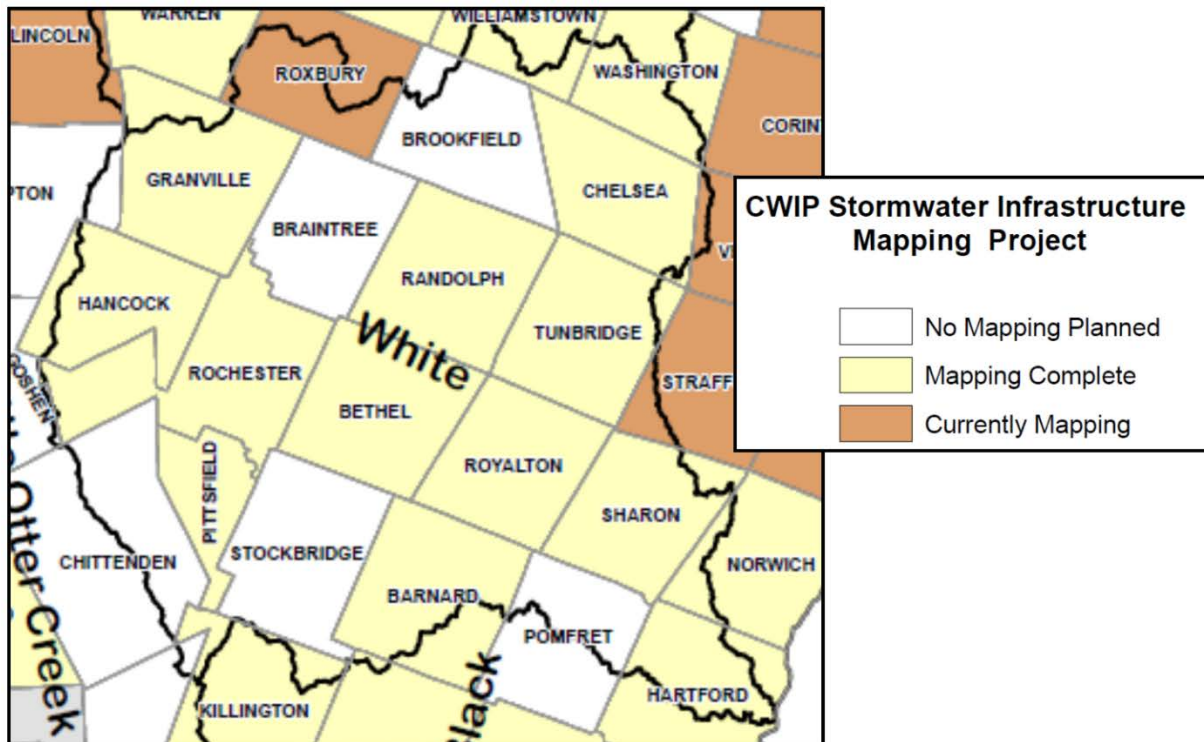 WARREN
WILLIAMSTOWN
LINCOLN
ROXBURY
WASHINGTON
BROOKFIELD
CORIN
GRANVILLE
CHELSEA
PTON
BRAINTREE
CWIP Stormwater Infrastructure
Mapping Project
RANDOLPH
HANCOCK
TUNBRIDGE
White
No Mapping Planned
ROCHESTER
Mapping Complete
GOSHEN
STRAFF
BETHEL
Currently Mapping
ROYALTON
PITTSFIELD
SHARON
Otter Creek
CHITTENDEN
STOCKBRIDGE
NORWICH
BARNARD
POMFRET
HARTFORD
KILLINGTON
Black